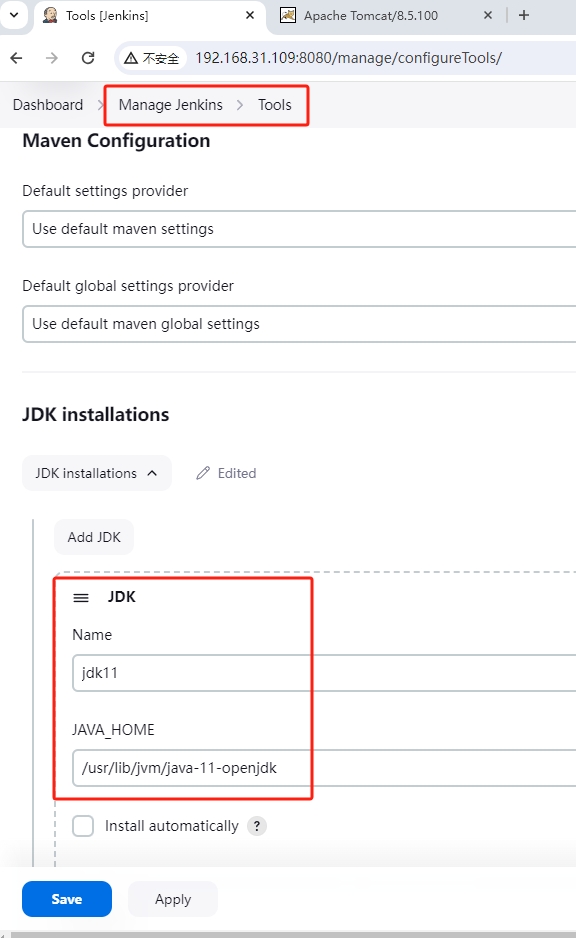 Tools [Jenkins]
Apache Tomcat/8.5.100
不安全 192.168.31.109:8080/manage/configureTools/
Dashboard > Manage Jenkins > Tools
Maven Configuration
Default settings provider
Use default maven settings
Default global settings provider
Use default maven global settings
JDK installations
JDK installations
Edited
Add JDK
JDK
Name
jdk11
JAVA_HOME
/usr/lib/jvm/java-11-openjdk
Install automatically ?
Save
Apply